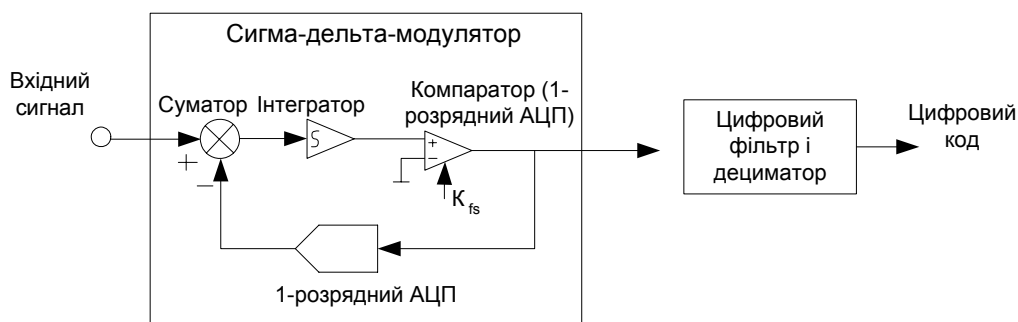 Сигма-дельта-модулятор
Вхідний
сигнал
Суматор
Інтегратор
Компаратор (1-
розрядний АЦП)
Цифровий
фільтр і
дециматор
Цифровий
код
+
−
∫
+
−
K fs
1-розрядний АЦП